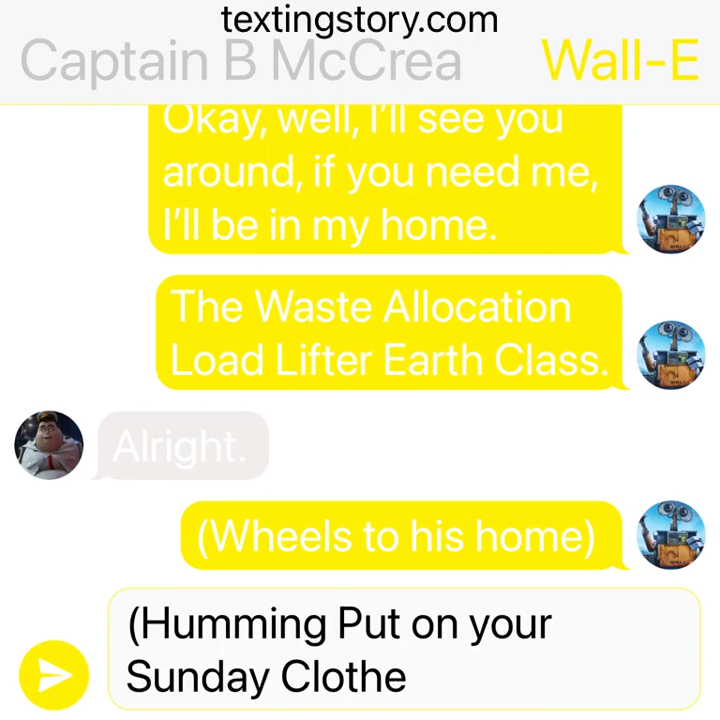 textingstory.com
Captain B McCrea Wall-E
Okay, well, I'll see you
around, if you need me,
I'll be in my home.
The Waste Allocation
Load Lifter Earth Class.
Alright.
(Wheels to his home)
(Humming Put on your
Sunday Clothe